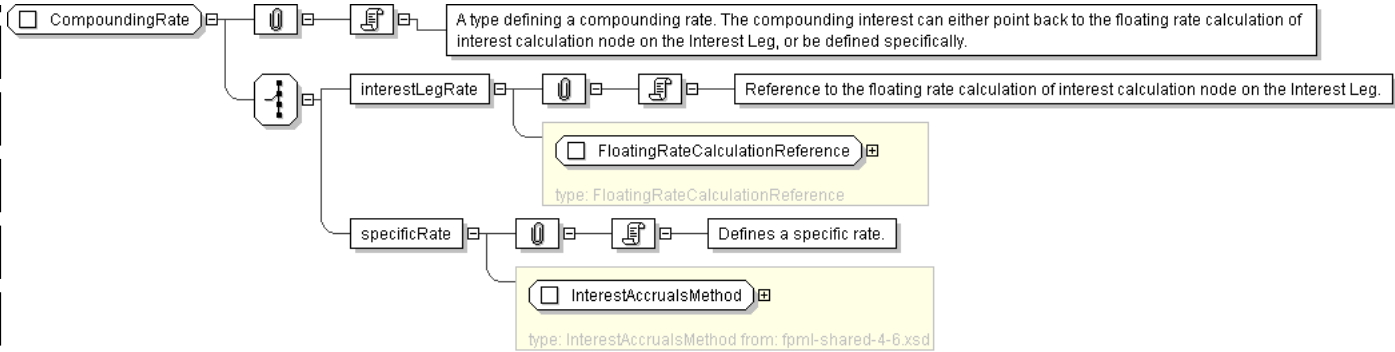 CompoundingRate
A type defining a compounding rate. The compounding interest can either point back to the floating rate calculation of
interest calculation node on the Interest Leg, or be defined specifically.
interestLegRate
Reference to the floating rate calculation of interest calculation node on the Interest Leg.
FloatingRateCalculationReference
type: FloatingRateCalculationReference
specificRate
Defines a specific rate.
InterestAccrualsMethod
type: InterestAccrualsMethod from: fpml-shared-4-6.xsd